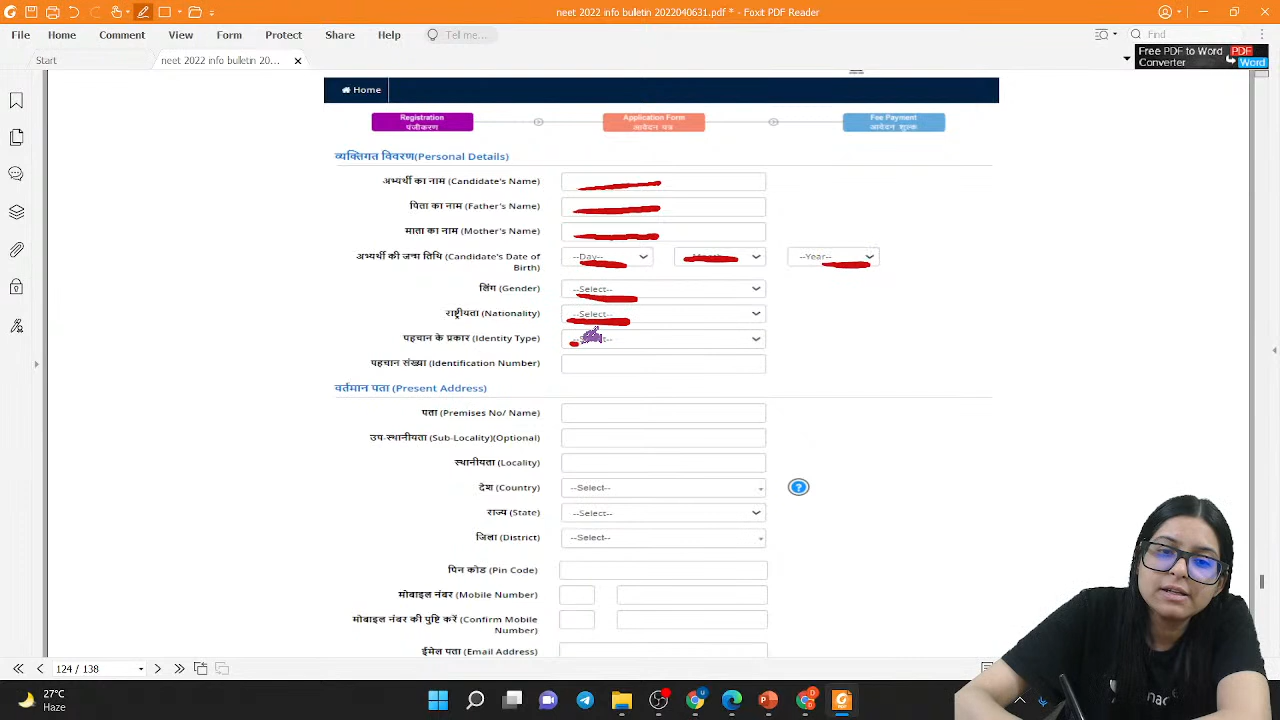 neet 2022 info buletin 2022040631.pdf * - Foxit PDF Reader
File Home Comment View Form Protect Share Help Tell me... Find
Start neet 2022 info buletin 20...
Free PDF to Word Converter PDF Word
Home
Registration Application Form Fee Payment
पंजीकरण आवेदन पत्र आवेदन शुल्क
व्यक्तिगत विवरण(Personal Details)
अभ्यर्थी का नाम (Candidate's Name)
पिता का नाम (Father's Name)
माता का नाम (Mother's Name)
अभ्यर्थी की जन्म तिथि (Candidate's Date of Birth) --Day-- --Year--
लिंग (Gender) --Select--
राष्ट्रीयता (Nationality) --Select--
पहचान के प्रकार (Identity Type)
पहचान संख्या (Identification Number)
वर्तमान पता (Present Address)
पता (Premises No/ Name)
उप-स्थानीयता (Sub-Locality)(Optional)
स्थानीयता (Locality)
देश (Country) --Select-- ?
राज्य (State) --Select--
जिला (District) --Select--
पिन कोड (Pin Code)
मोबाइल नंबर (Mobile Number)
मोबाइल नंबर की पुष्टि करें (Confirm Mobile Number)
ईमेल पता (Email Address)
124 / 138
27°C
Haze